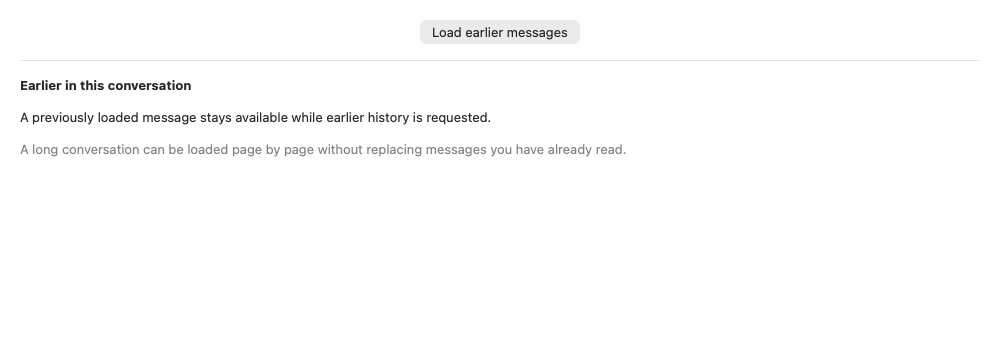 Load earlier messages
Earlier in this conversation
A previously loaded message stays available while earlier history is requested.
A long conversation can be loaded page by page without replacing messages you have already read.